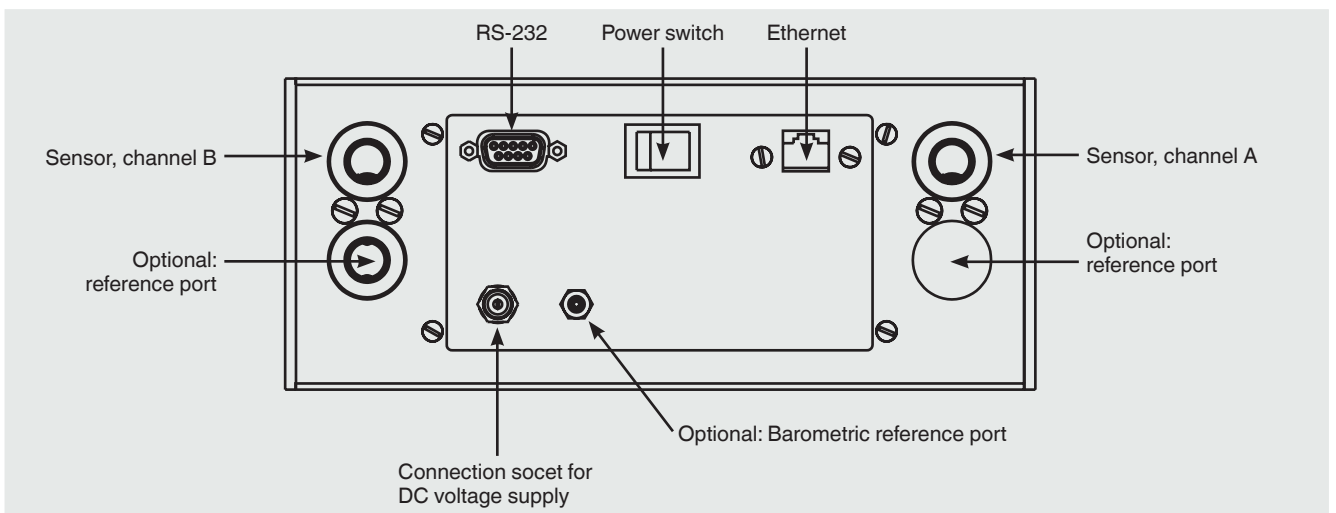 RS-232
Power switch
Ethernet
Sensor, channel B
Sensor, channel A
Optional:
reference port
Optional:
reference port
Optional: Barometric reference port
Connection socet for
DC voltage supply